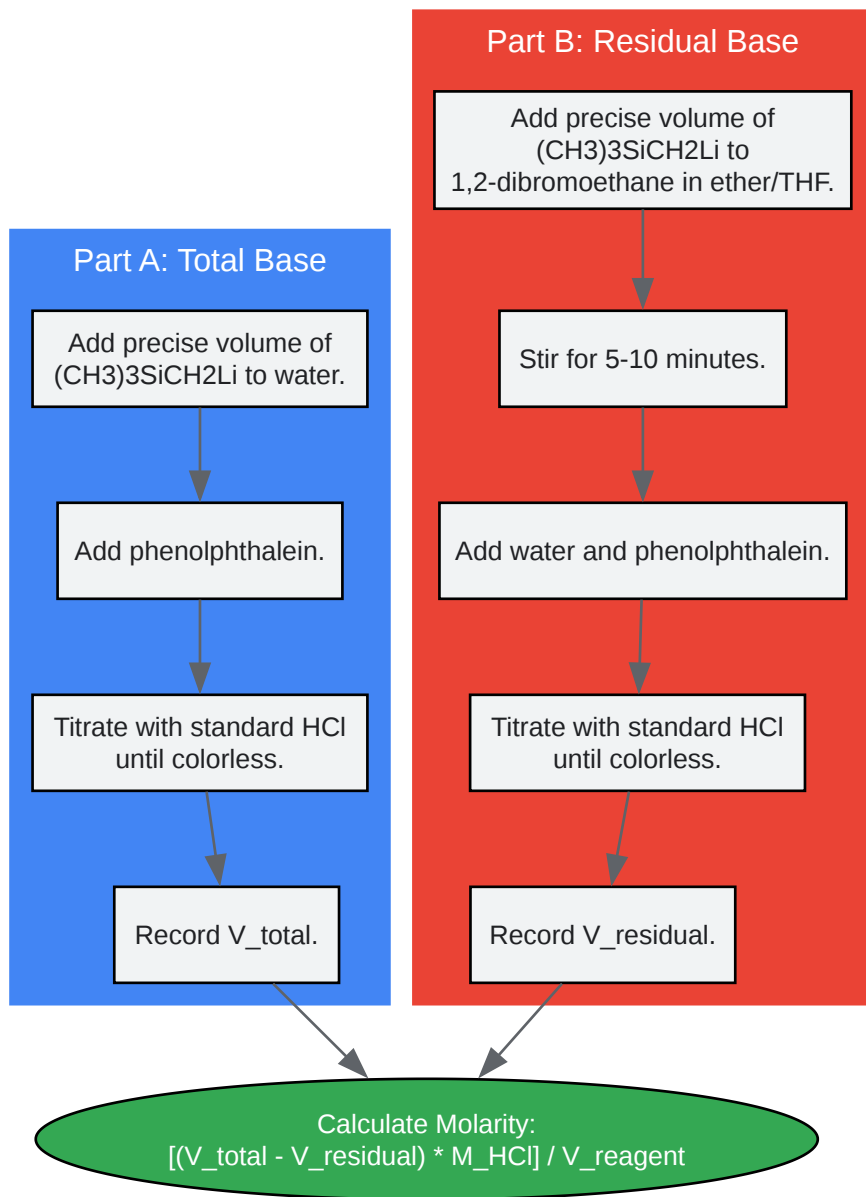 Part A: Total Base
Add precise volume of
(CH3)3SiCH2Li to water.
Add phenolphthalein.
Titrate with standard HCl
until colorless.
Record V_total.
Part B: Residual Base
Add precise volume of
(CH3)3SiCH2Li to
1,2-dibromoethane in ether/THF.
Stir for 5-10 minutes.
Add water and phenolphthalein.
Titrate with standard HCl
until colorless.
Record V_residual.
Calculate Molarity:
[(V_total - V_residual) * M_HCl] / V_reagent